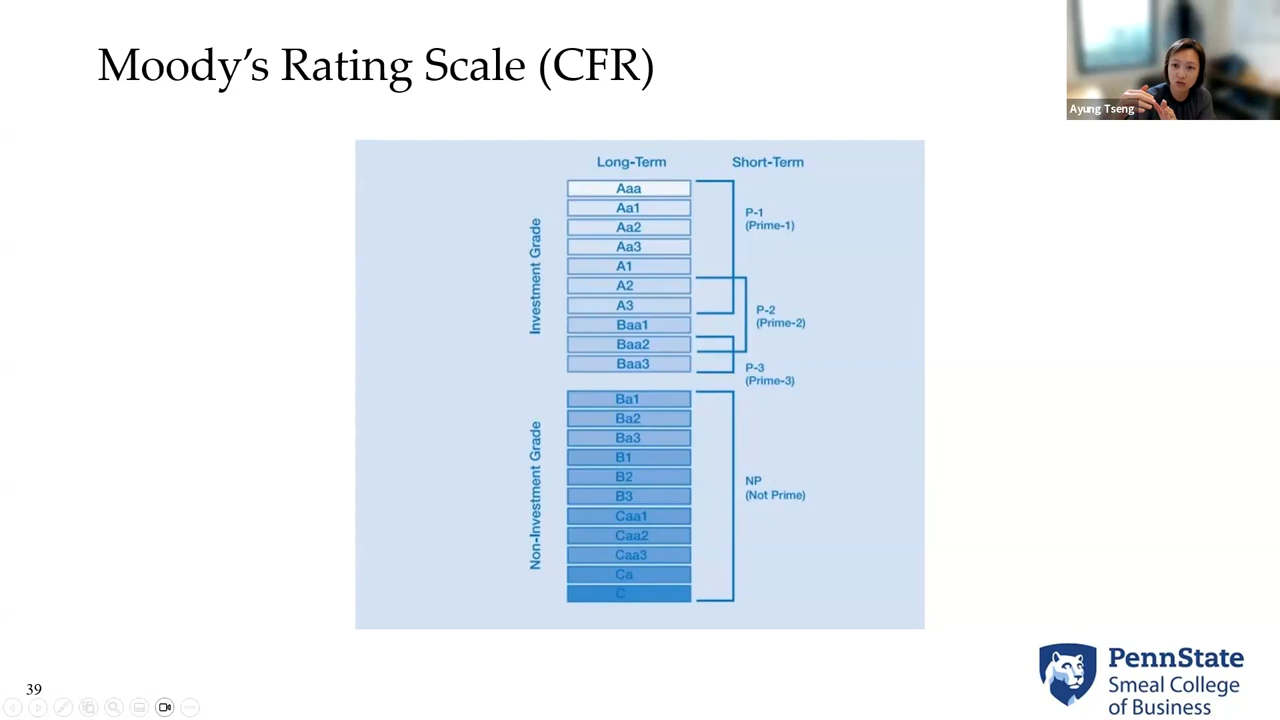 Moody’s Rating Scale (CFR)
Ayung Tseng
Long-Term
Short-Term
Investment Grade
Aaa
Aa1
Aa2
Aa3
A1
A2
A3
Baa1
Baa2
Baa3
P-1
(Prime-1)
P-2
(Prime-2)
P-3
(Prime-3)
Non-Investment Grade
Ba1
Ba2
Ba3
B1
B2
B3
Caa1
Caa2
Caa3
Ca
C
NP
(Not Prime)
39
PennState
Smeal College
of Business